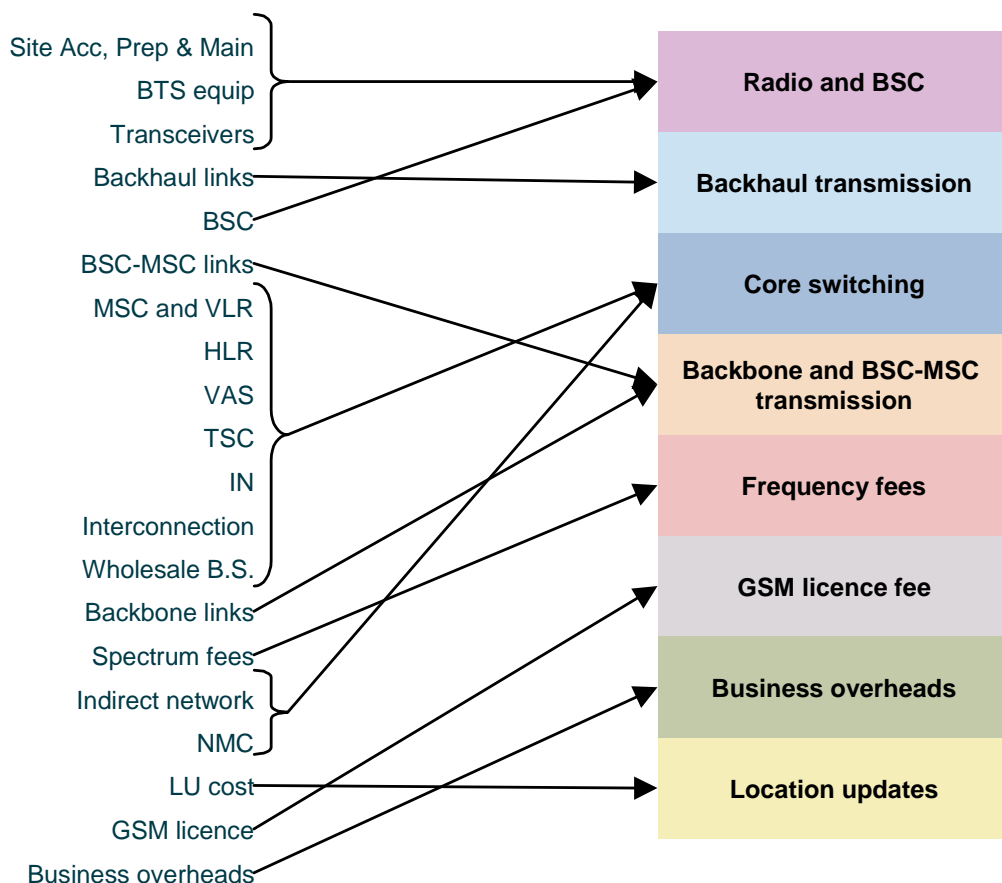 Site Acc, Prep & Main
BTS equip
Transceivers
Backhaul links
BSC
BSC-MSC links
MSC and VLR
HLR
VAS
TSC
IN
Interconnection
Wholesale B.S.
Backbone links
Spectrum fees
Indirect network
NMC
LU cost
GSM licence
Business overheads
Radio and BSC
Backhaul transmission
Core switching
Backbone and BSC-MSC
transmission
Frequency fees
GSM licence fee
Business overheads
Location updates